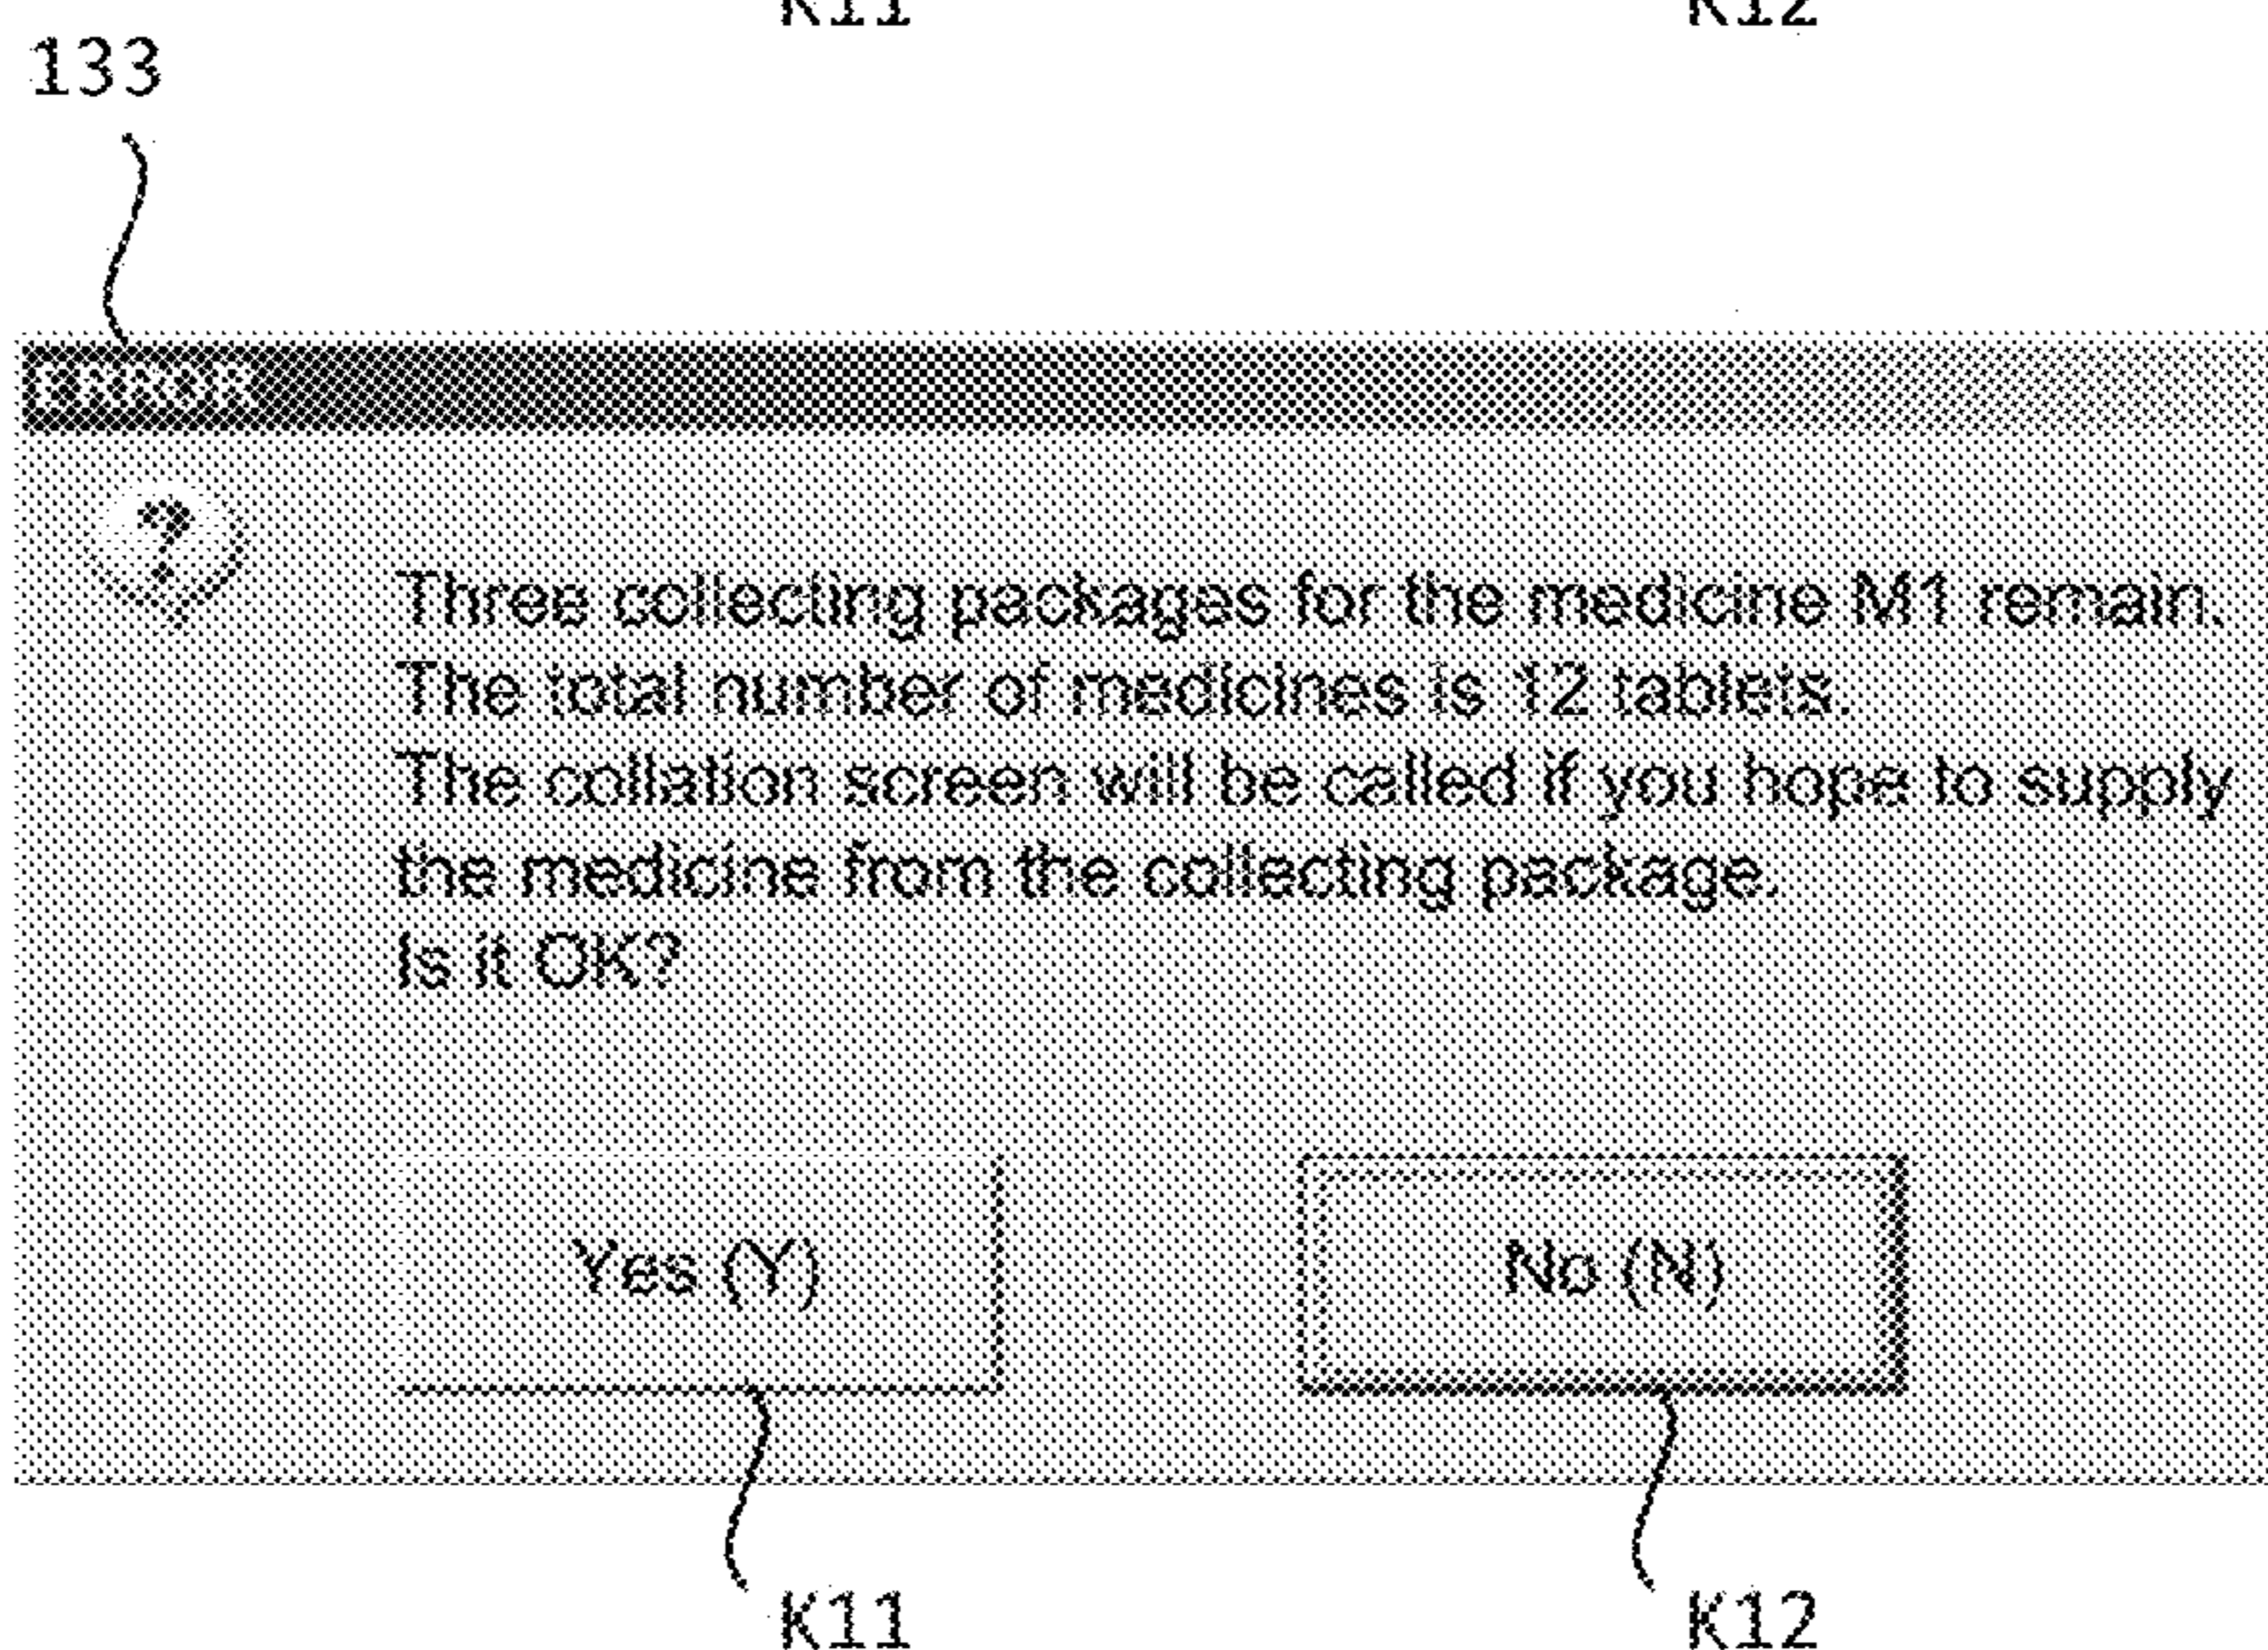 K11 K12
133
ERROR
?
Three collecting packages for the medicine M1 remain.
The total number of medicines is 12 tablets.
The collation screen will be called if you hope to supply
the medicine from the collecting package.
Is it OK?
Yes (Y) No (N)
K11 K12